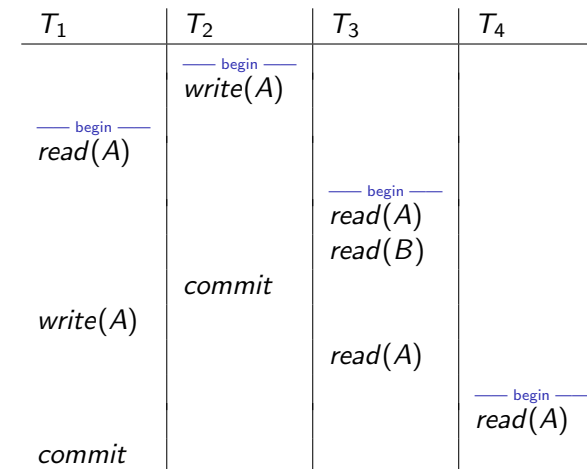 T₁ T₂ T₃ T₄
begin
write(A)
begin
read(A)
begin
read(A)
read(B)
commit
write(A)
read(A)
begin
read(A)
commit